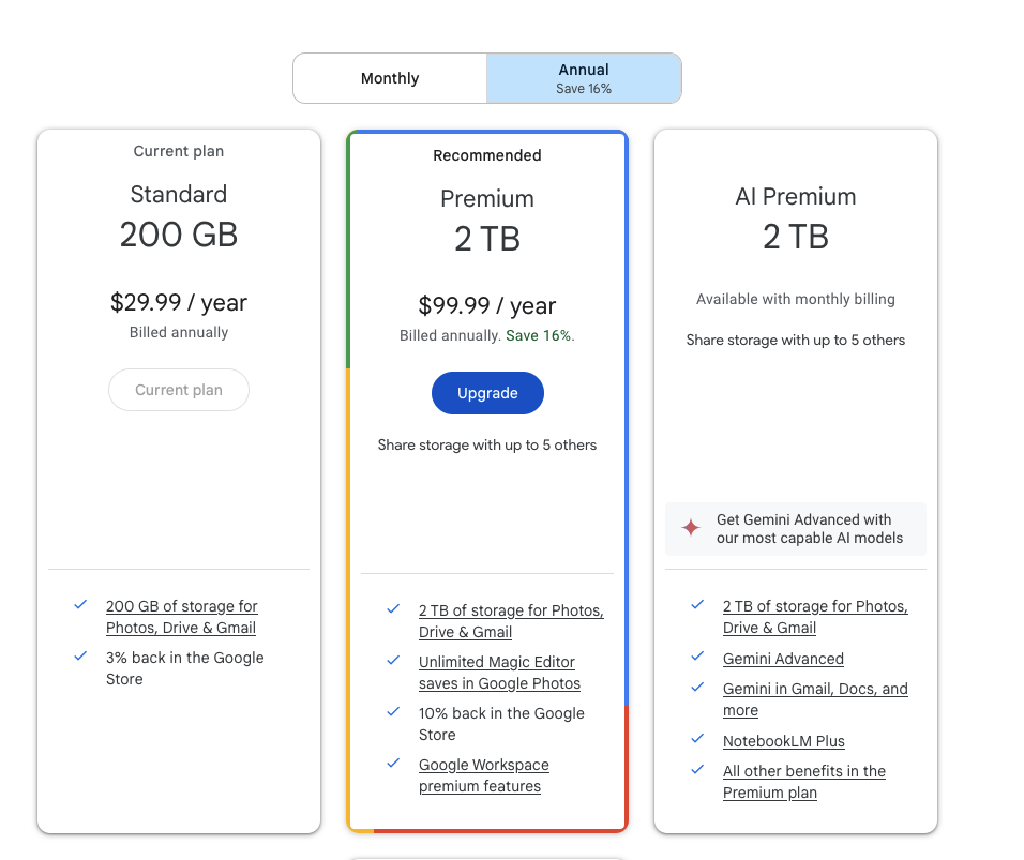 Monthly
Annual
Save 16%
Current plan
Standard
200 GB
$29.99 / year
Billed annually
Current plan
200 GB of storage for
Photos, Drive & Gmail
3% back in the Google
Store
Recommended
Premium
2 TB
$99.99 / year
Billed annually. Save 16%.
Upgrade
Share storage with up to 5 others
2 TB of storage for Photos,
Drive & Gmail
Unlimited Magic Editor
saves in Google Photos
10% back in the Google
Store
Google Workspace
premium features
AI Premium
2 TB
Available with monthly billing
Share storage with up to 5 others
Get Gemini Advanced with
our most capable AI models
2 TB of storage for Photos,
Drive & Gmail
Gemini Advanced
Gemini in Gmail, Docs, and
more
NotebookLM Plus
All other benefits in the
Premium plan